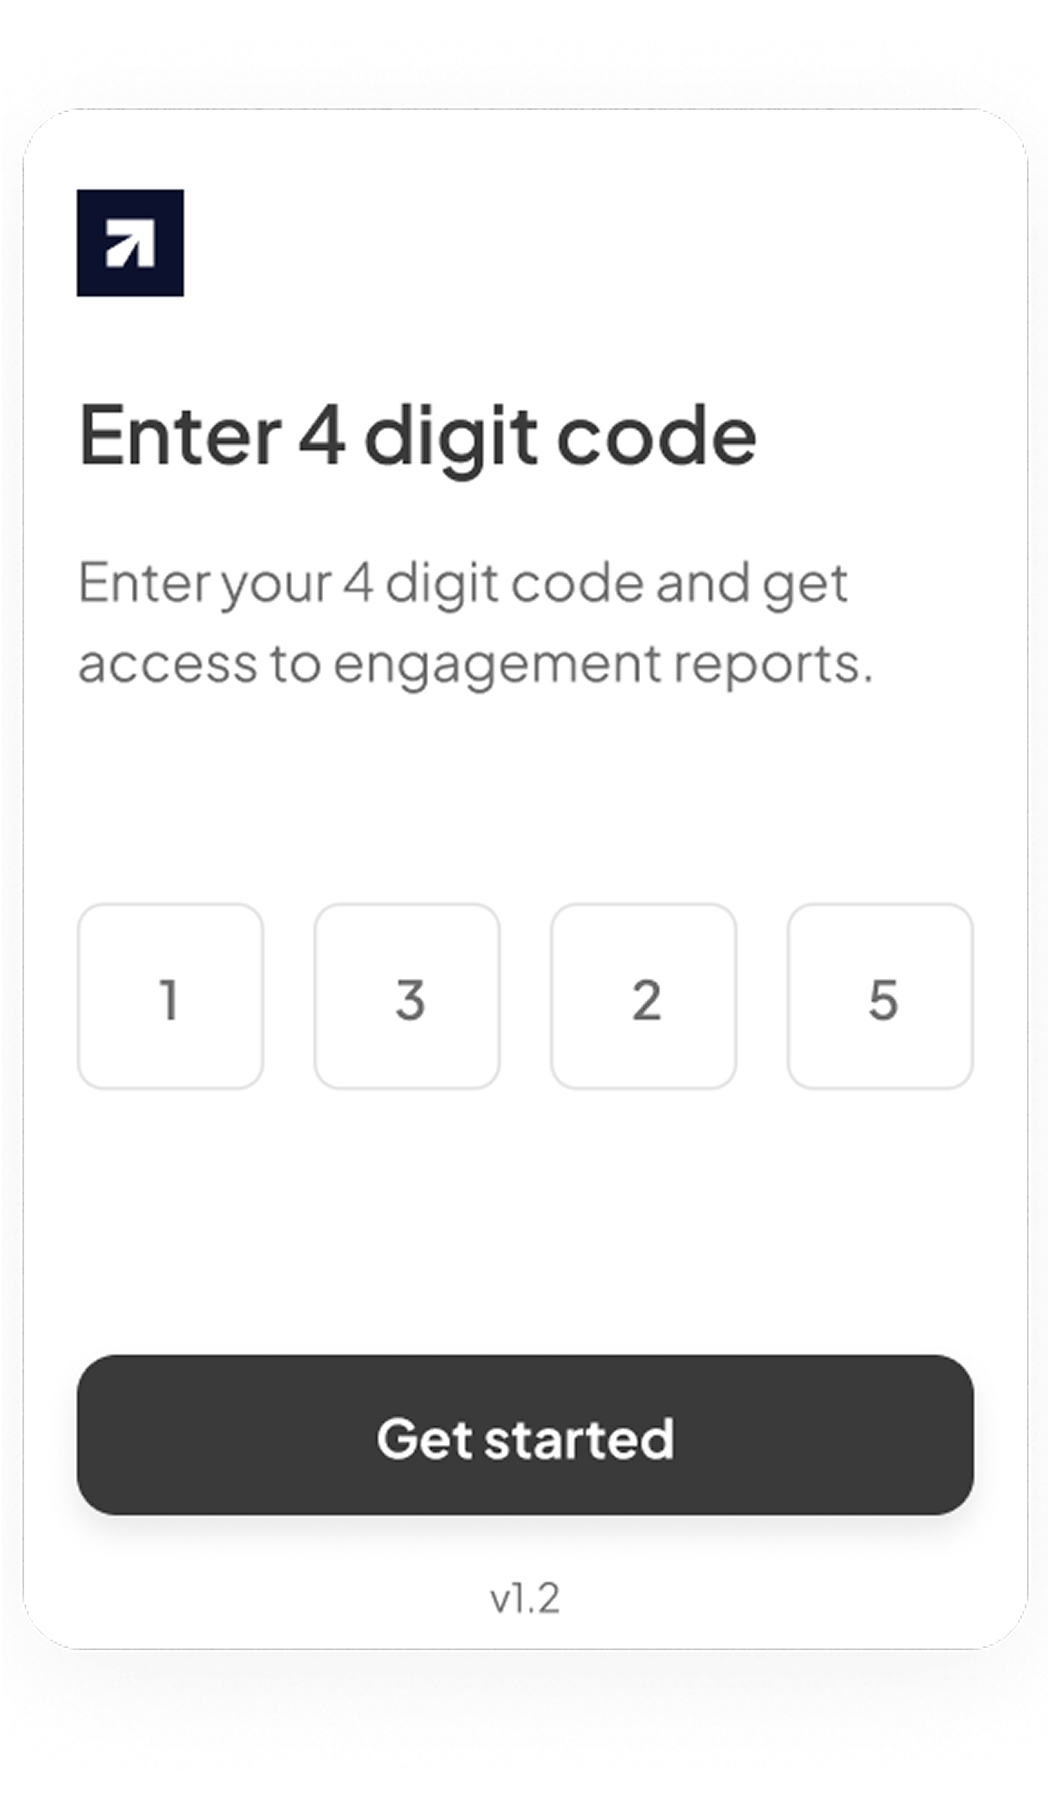 Enter 4 digit code
Enter your 4 digit code and get
access to engagement reports.
1 3 2 5
Get started
v1.2